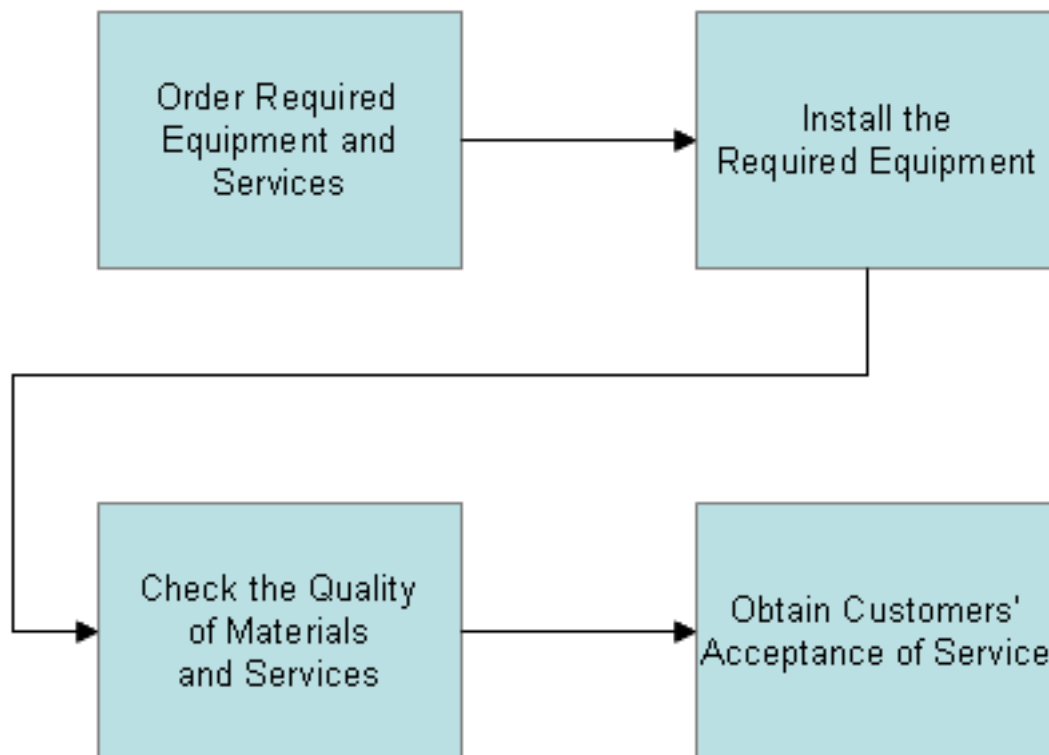 Order Required
Equipment and
Services
Install the
Required Equipment
Check the Quality
of Materials
and Services
Obtain Customers'
Acceptance of Service